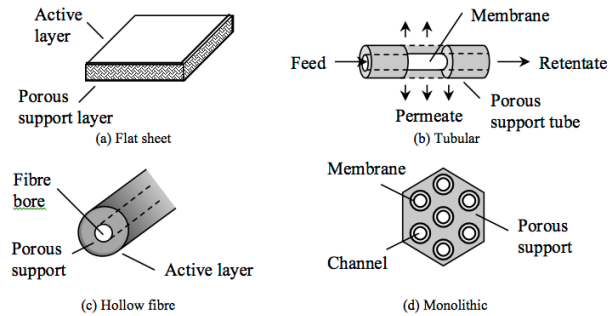 Active
layer
Porous
support layer
(a) Flat sheet
Membrane
Feed
Retentate
Permeate
Porous
support tube
(b) Tubular
Fibre
bore
Porous
support
Active layer
(c) Hollow fibre
Membrane
Porous
support
Channel
(d) Monolithic